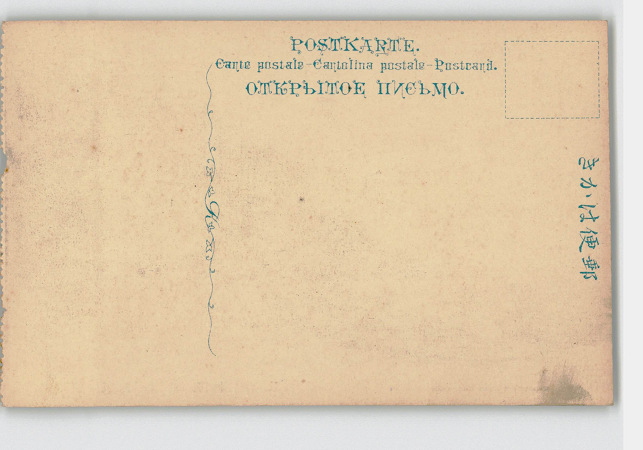 POSTKARTE.
Carte postale–Cartolina postale–Postcard.
ОТКРЫТОЕ ПИСЬМО.
郵便はかき